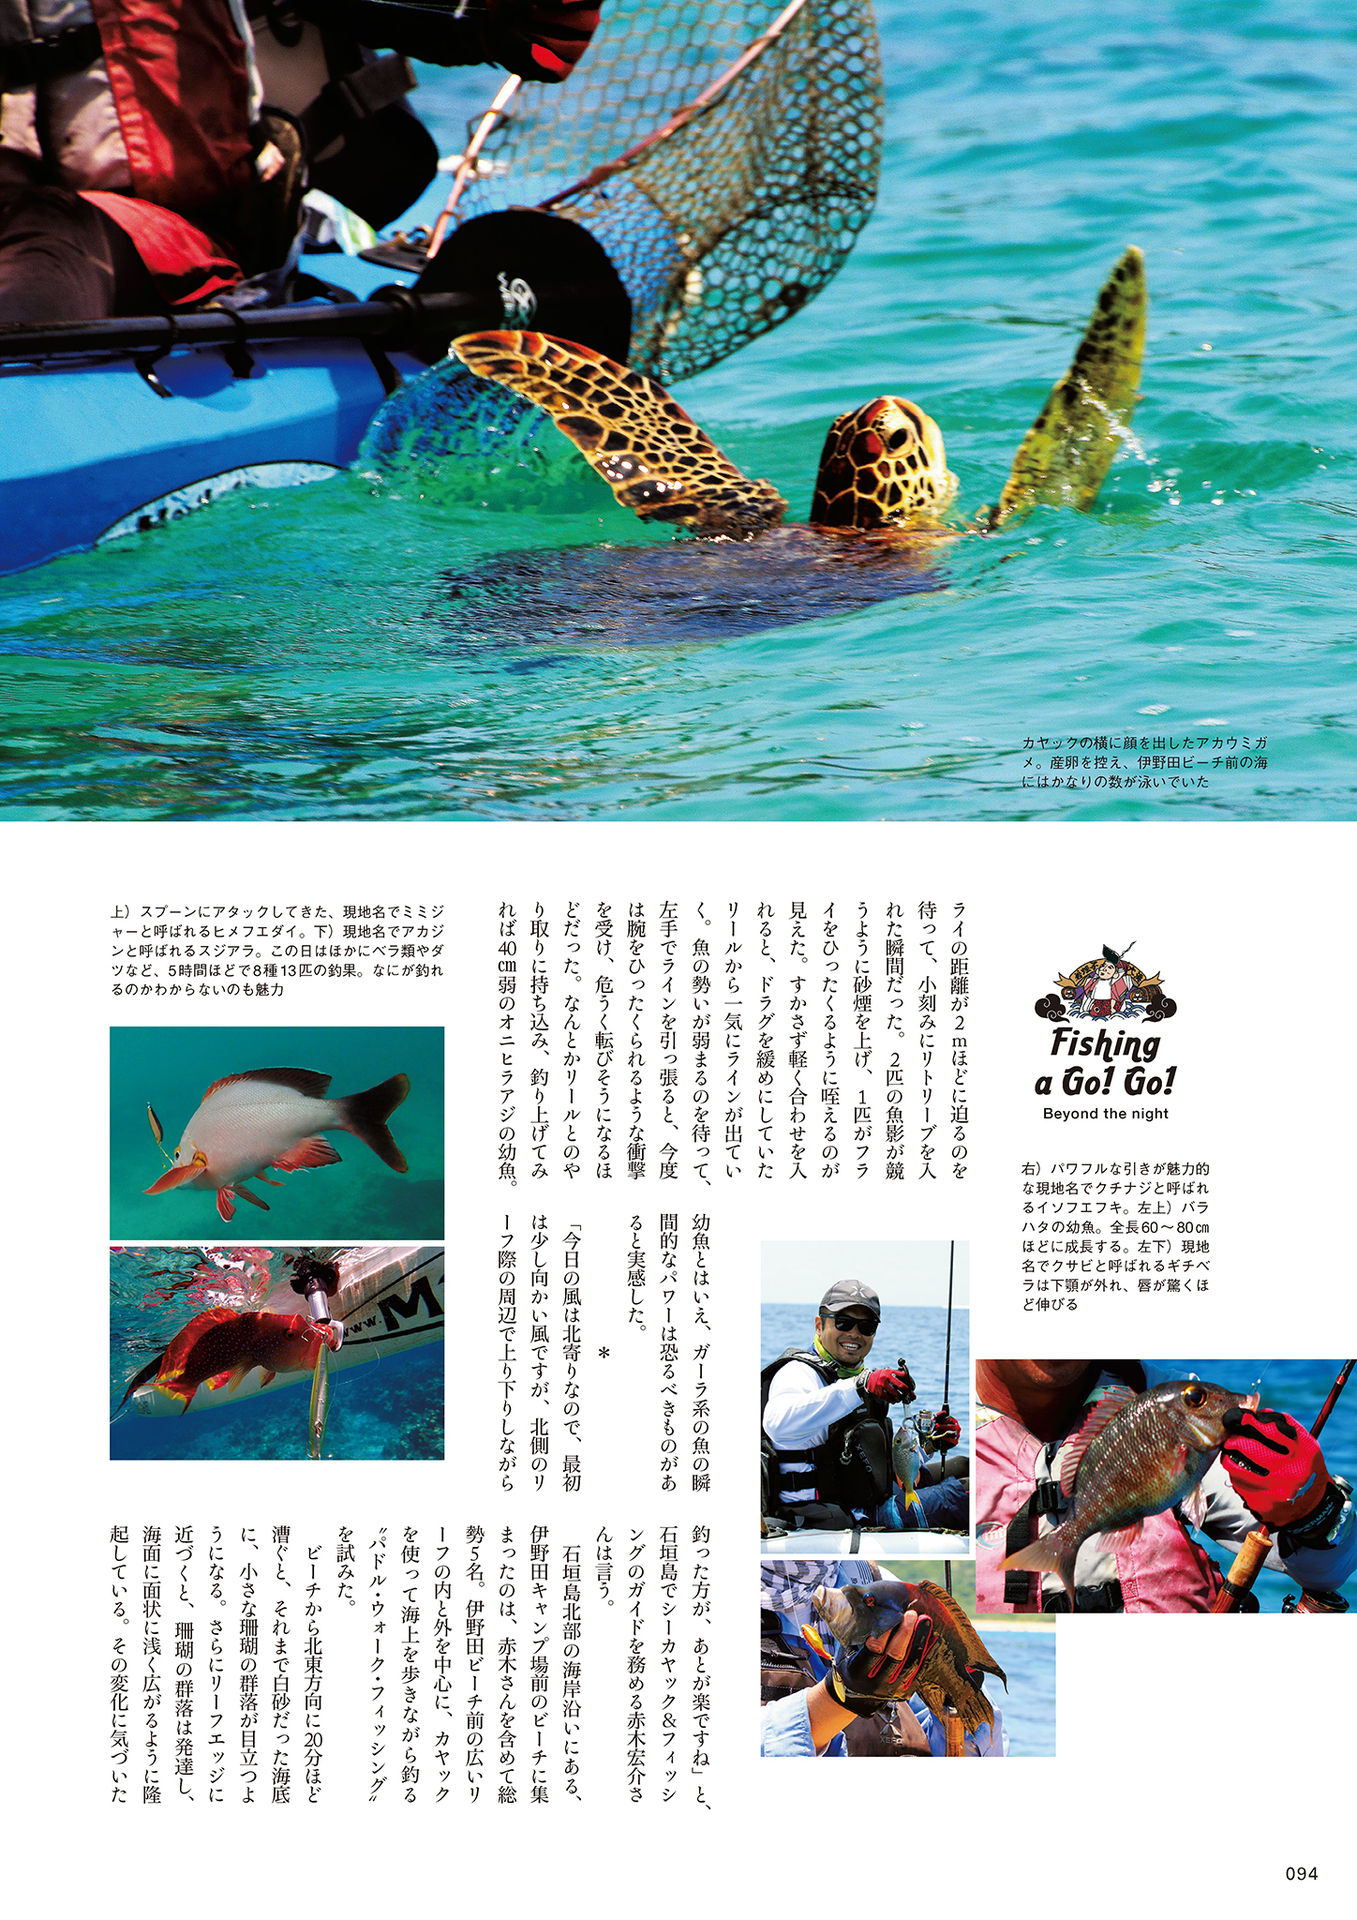 カヤックの横に顔を出したアカウミガ
メ。産卵を控え、伊野田ビーチ前の海
にはかなりの数が泳いでいた
Fishing
a Go! Go!
Beyond the night
右）パワフルな引きが魅力的
な現地名でクチナジと呼ばれ
るイソフエフキ。左上）バラ
ハタの幼魚。全長60～80㎝
ほどに成長する。左下）現地
名でクサビと呼ばれるギチベ
ラは下顎が外れ、唇が驚くほ
ど伸びる
ライの距離が2ｍほどに迫るのを
待って、小刻みにリトリーブを入
れた瞬間だった。2匹の魚影が競
うように砂煙を上げ、1匹がフラ
イをひったくるように咥えるのが
見えた。すかさず軽く合わせを入
れると、ドラグを緩めにしていた
リールから一気にラインが出てい
く。魚の勢いが弱まるのを待って、
左手でラインを引っ張ると、今度
は腕をひったくられるような衝撃
を受け、危うく転びそうになるほ
どだった。なんとかリールとのや
り取りに持ち込み、釣り上げてみ
れば40㎝弱のオニヒラアジの幼魚。
幼魚とはいえ、ガーラ系の魚の瞬
間的なパワーは恐るべきものがあ
ると実感した。
＊
「今日の風は北寄りなので、最初
は少し向かい風ですが、北側のリ
ーフ際の周辺で上り下りしながら
釣った方が、あとが楽ですね」と、
石垣島でシーカヤック＆フィッシ
ングのガイドを務める赤木宏介さ
んは言う。
石垣島北部の海岸沿いにある、
伊野田キャンプ場前のビーチに集
まったのは、赤木さんを含めて総
勢5名。伊野田ビーチ前の広いリ
ーフの内と外を中心に、カヤック
を使って海上を歩きながら釣る
〝パドル・ウォーク・フィッシング〟
を試みた。
ビーチから北東方向に20分ほど
漕ぐと、それまで白砂だった海底
に、小さな珊瑚の群落が目立つよ
うになる。さらにリーフエッジに
近づくと、珊瑚の群落は発達し、
海面に面状に浅く広がるように隆
起している。その変化に気づいた
上）スプーンにアタックしてきた、現地名でミミジ
ャーと呼ばれるヒメフエダイ。下）現地名でアカジ
ンと呼ばれるスジアラ。この日はほかにベラ類やダ
ツなど、5時間ほどで8種13匹の釣果。なにが釣れ
るのかわからないのも魅力
www.M
XEFO
XEFO
094